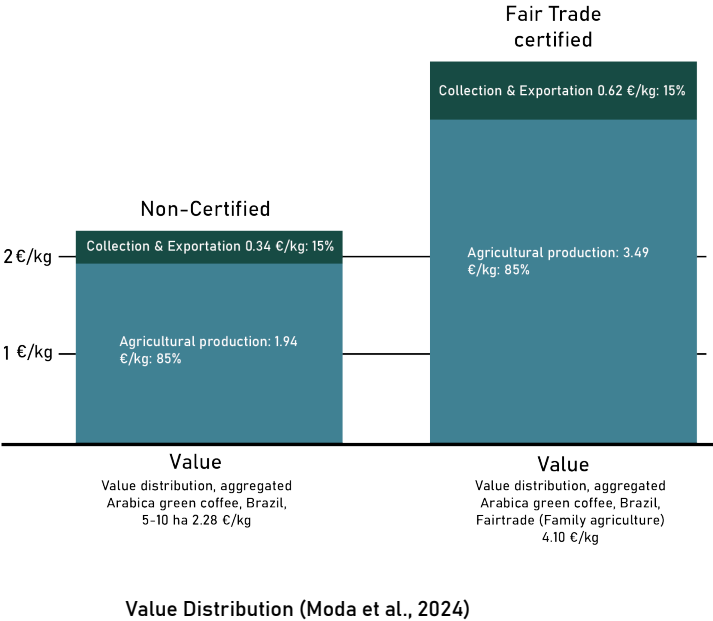 Fair Trade
certified
Collection & Exportation 0.62 €/kg: 15%
Non-Certified
Collection & Exportation 0.34 €/kg: 15%
2 €/kg
Agricultural production: 3.49
€/kg: 85%
Agricultural production: 1.94
€/kg: 85%
1 €/kg
Value
Value distribution, aggregated
Arabica green coffee, Brazil,
5-10 ha 2.28 €/kg
Value
Value distribution, aggregated
Arabica green coffee, Brazil,
Fairtrade (Family agriculture)
4.10 €/kg
Value Distribution (Moda et al., 2024)